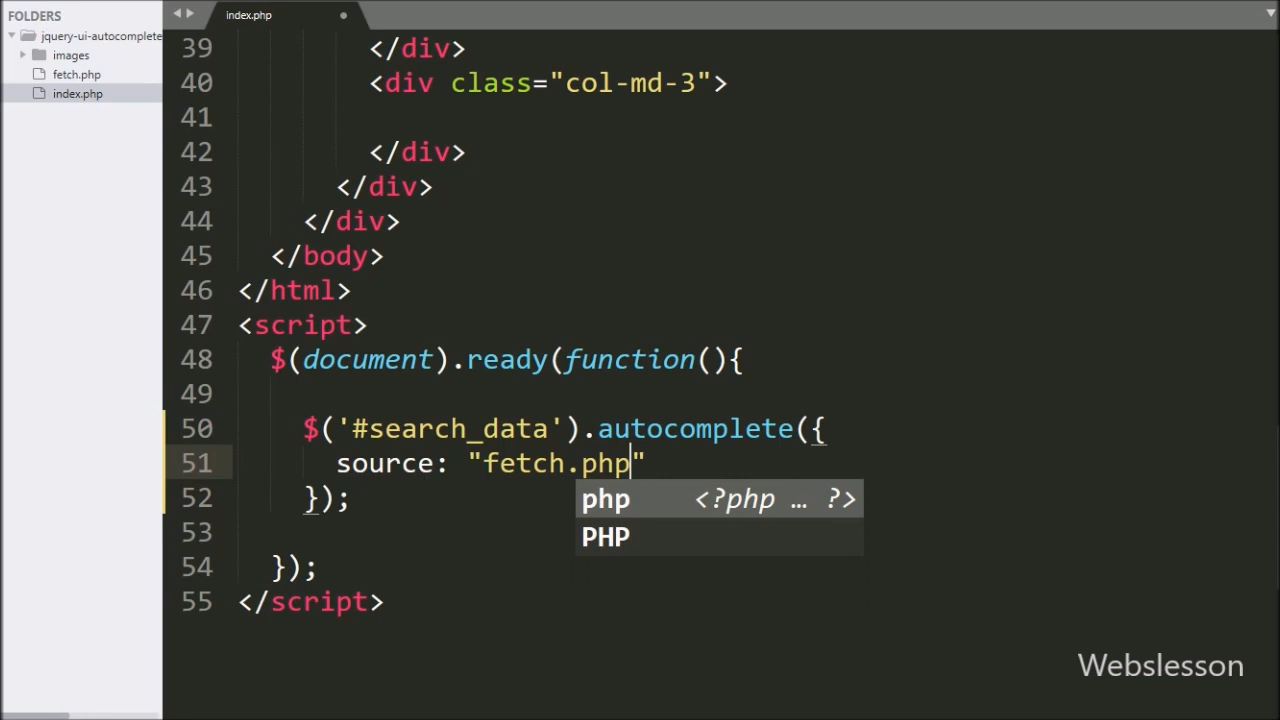 FOLDERS
jquery-ui-autocomplete
images
fetch.php
index.php
index.php
39 </div>
40 <div class="col-md-3">
41
42 </div>
43 </div>
44 </div>
45 </body>
46 </html>
47 <script>
48 $(document).ready(function(){
49
50 $('#search_data').autocomplete({
51 source: "fetch.php"
php <?php … ?>
PHP
52 });
53
54 });
55 </script>
Webslesson